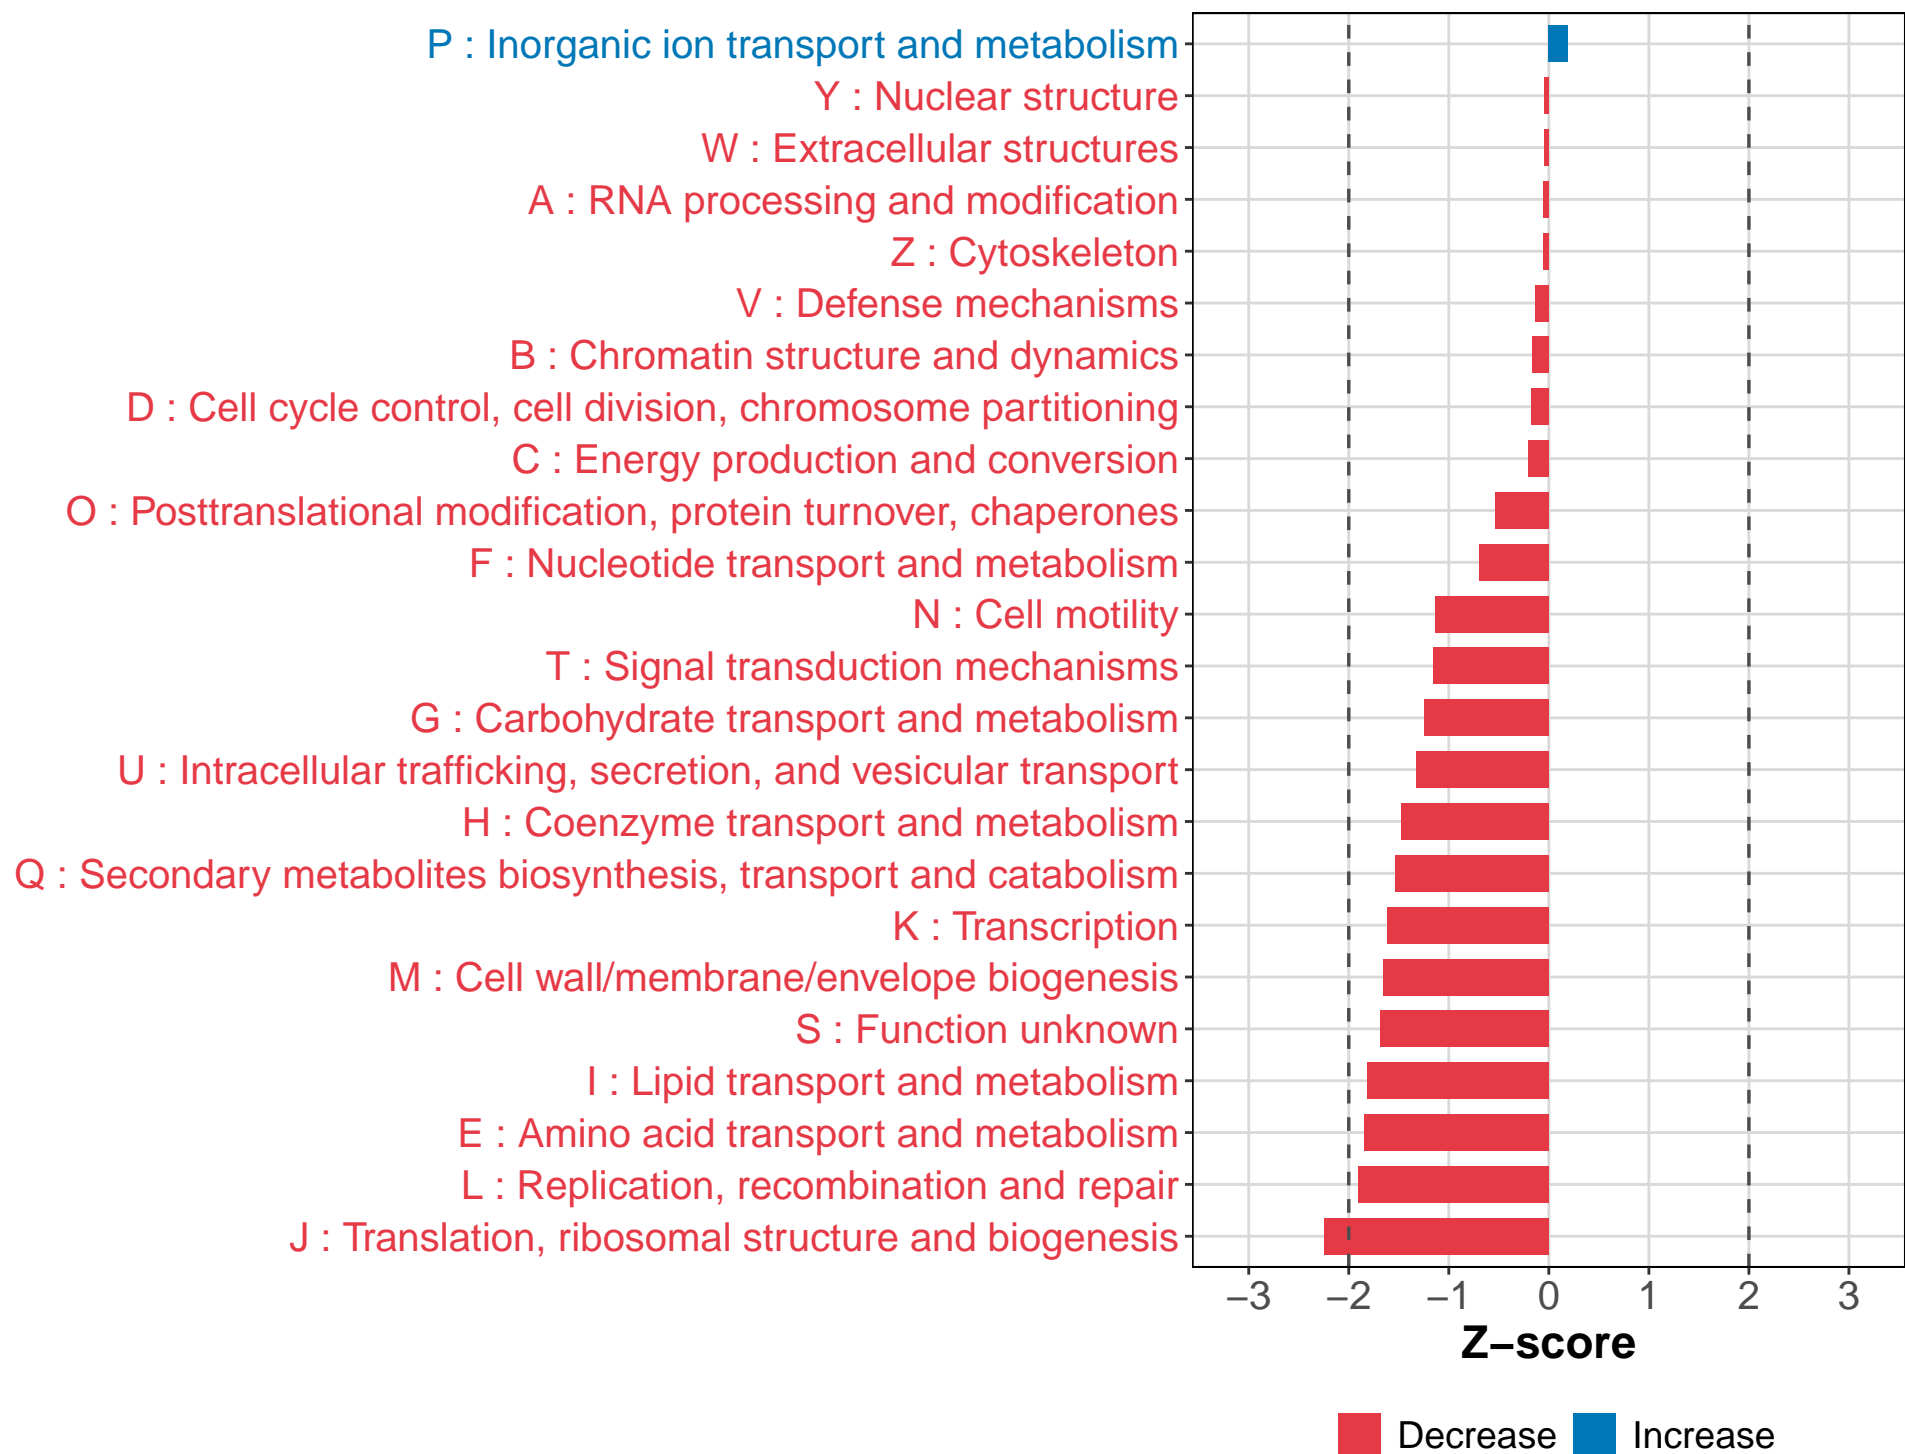 P : Inorganic ion transport and metabolism
Y : Nuclear structure
W : Extracellular structures
A : RNA processing and modification
Z : Cytoskeleton
V : Defense mechanisms
B : Chromatin structure and dynamics
D : Cell cycle control, cell division, chromosome partitioning
C : Energy production and conversion
O : Posttranslational modification, protein turnover, chaperones
F : Nucleotide transport and metabolism
N : Cell motility
T : Signal transduction mechanisms
G : Carbohydrate transport and metabolism
U : Intracellular trafficking, secretion, and vesicular transport
H : Coenzyme transport and metabolism
Q : Secondary metabolites biosynthesis, transport and catabolism
K : Transcription
M : Cell wall/membrane/envelope biogenesis
S : Function unknown
I : Lipid transport and metabolism
E : Amino acid transport and metabolism
L : Replication, recombination and repair
J : Translation, ribosomal structure and biogenesis
−3 −2 −1 0 1 2 3
Z−score
Decrease Increase